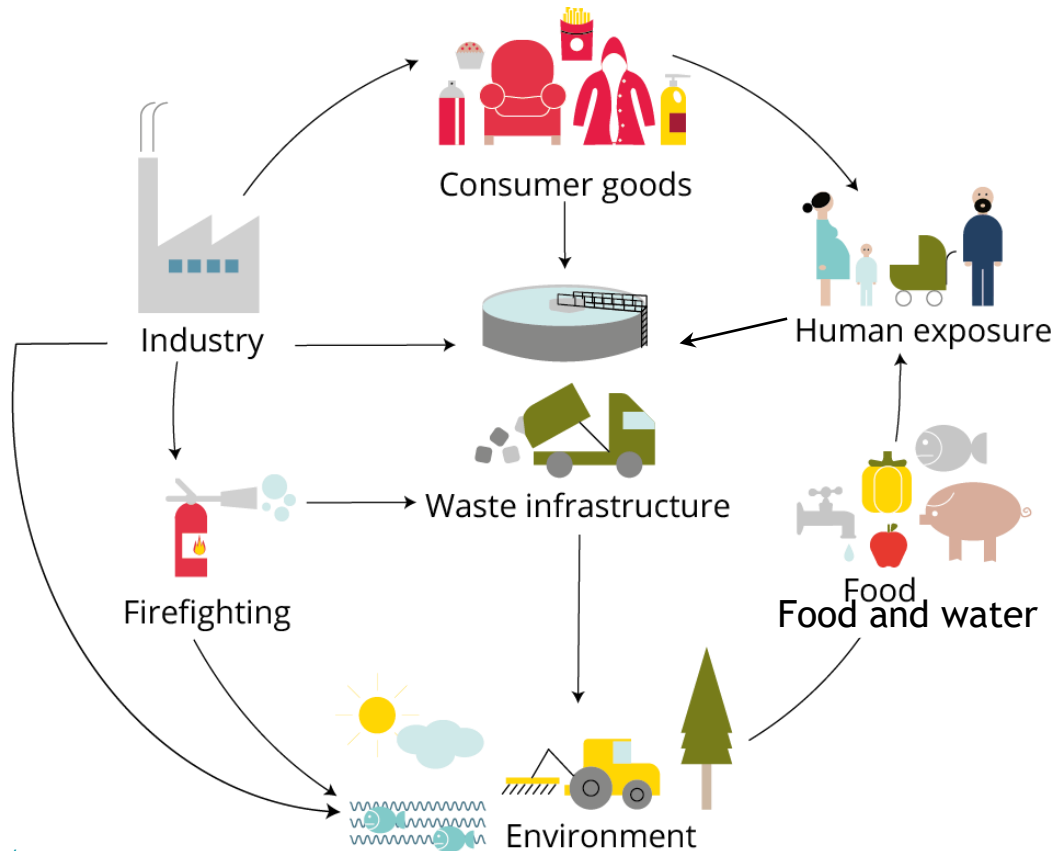 Consumer goods
Industry
Human exposure
Waste infrastructure
Firefighting
Food
Food and water
Environment